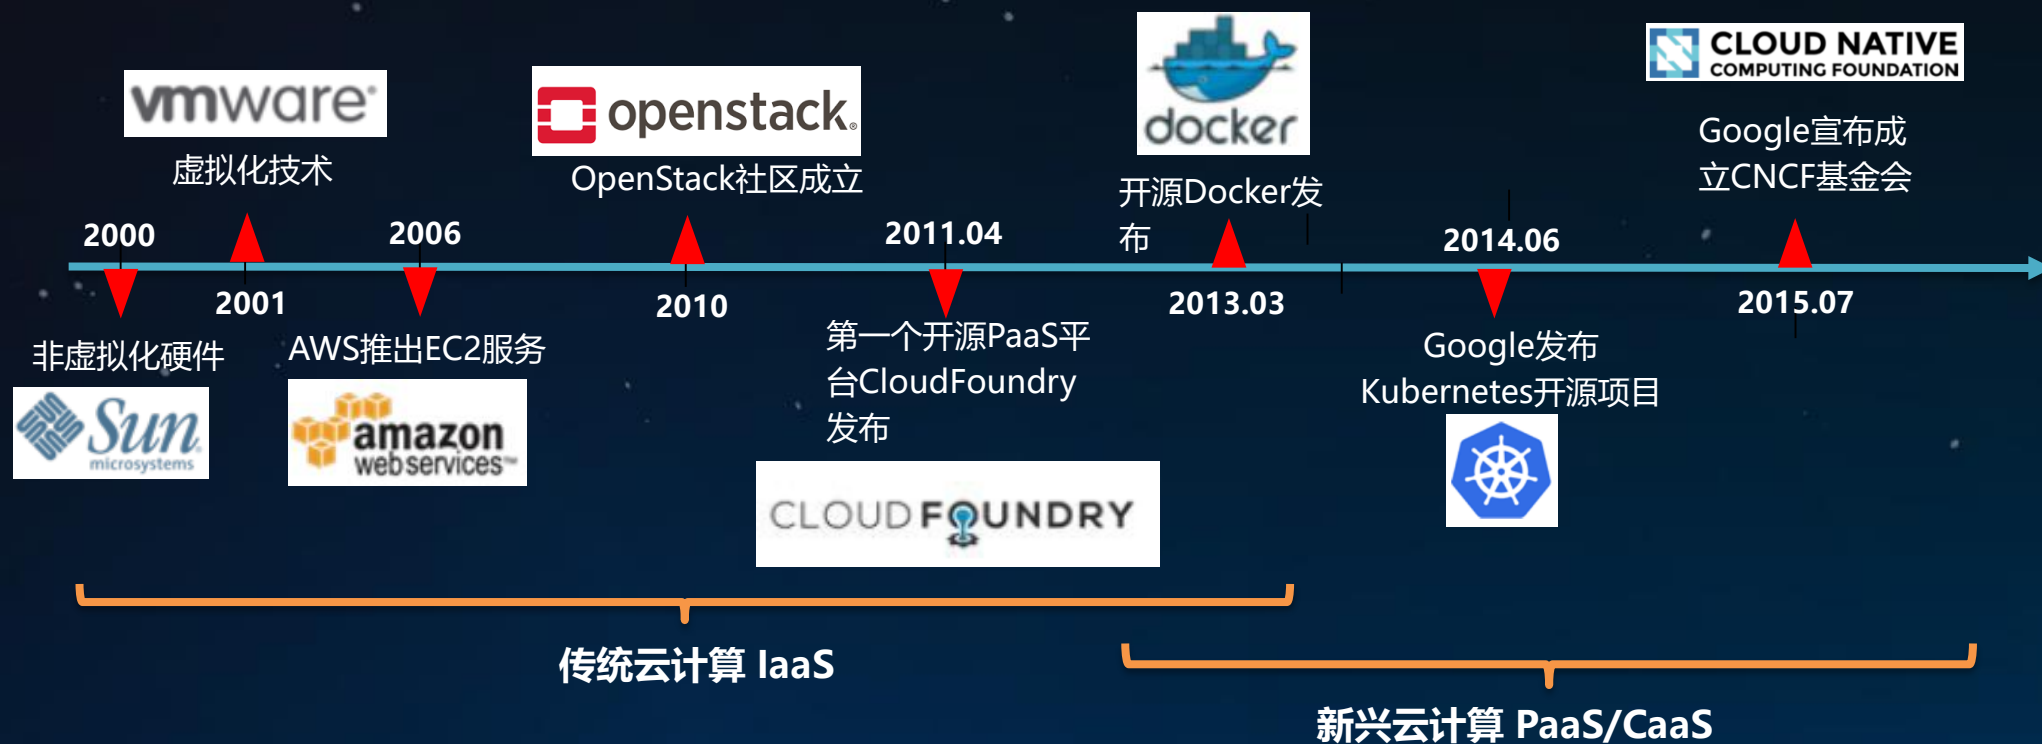 vmware
虚拟化技术
openstack.
OpenStack社区成立
docker
开源Docker发
布
CLOUD NATIVE
COMPUTING FOUNDATION
Google宣布成
立CNCF基金会
2000
2006
2011.04
2014.06
2001
2010
2013.03
2015.07
非虚拟化硬件
Sun
microsystems
AWS推出EC2服务
amazon
webservices™
第一个开源PaaS平
台CloudFoundry
发布
CLOUD FOUNDRY
Google发布
Kubernetes开源项目
传统云计算 IaaS
新兴云计算 PaaS/CaaS